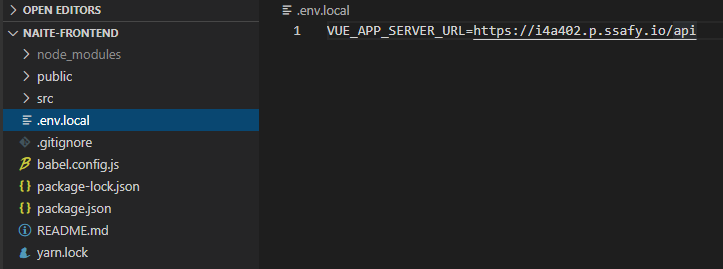 OPEN EDITORS
NAITE-FRONTEND
node_modules
public
src
.env.local
.gitignore
babel.config.js
package-lock.json
package.json
README.md
yarn.lock
.env.local
1 VUE_APP_SERVER_URL=https://i4a402.p.ssafy.io/api